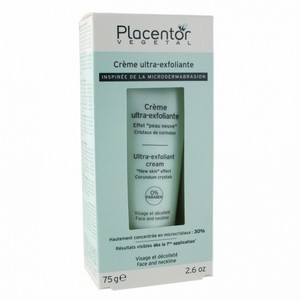 Placentor
VEGETAL
Crème ultra-exfoliante
INSPIRÉE DE LA MICRODERMABRASION
Crème
ultra-exfoliante
Effet "peau neuve"
Cristaux de corindon
Ultra-exfoliant
cream
"New skin" effect
Corundum crystals
0%
PARABEN
Visage et décolleté
Face and neckline
Hautement concentrée en microcristaux : 30%
Résultats visibles dès la 1ère application*
Visage et décolleté
Face and neckline
75g e
2.6 oz